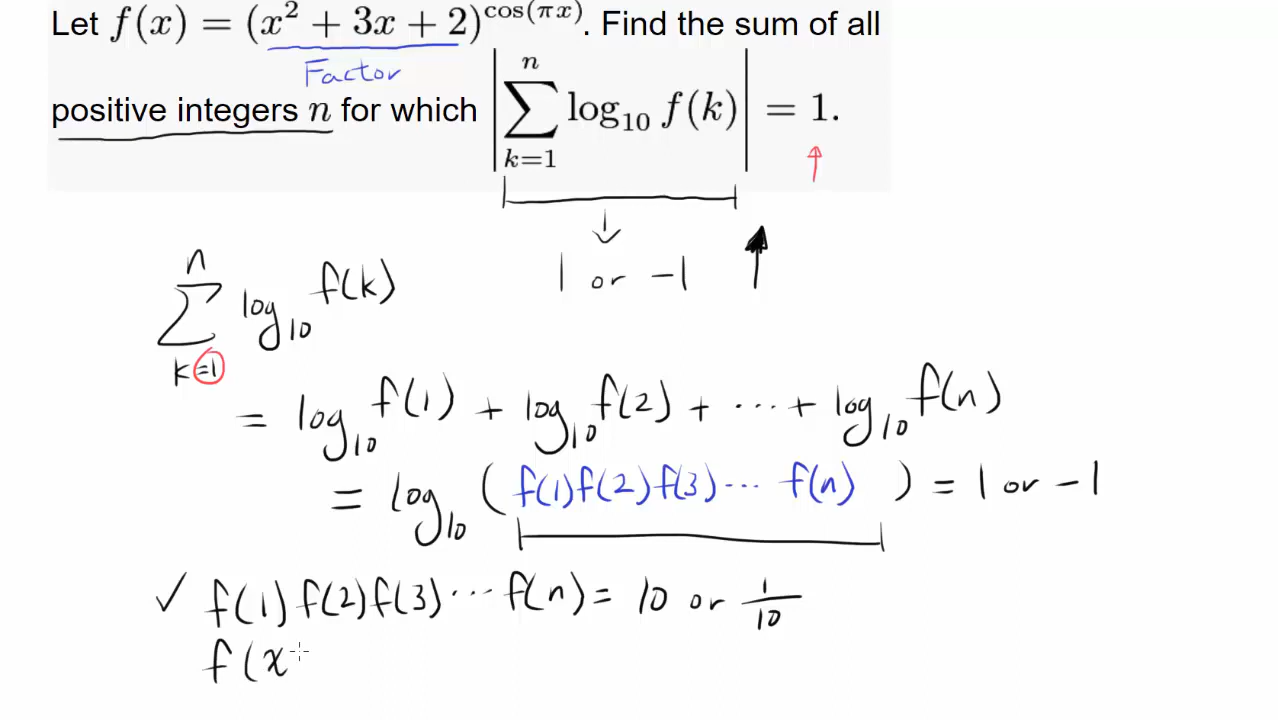 Let f(x) = (x² + 3x + 2)^cos(πx). Find the sum of all
Factor
positive integers n for which |∑_{k=1}^{n} log₁₀ f(k)| = 1.
1 or -1
∑_{k=1}^{n} log₁₀ f(k)
= log₁₀ f(1) + log₁₀ f(2) + ... + log₁₀ f(n)
= log₁₀ (f(1)f(2)f(3)... f(n)) = 1 or -1
✓ f(1)f(2)f(3)...f(n) = 10 or 1/10
f(x